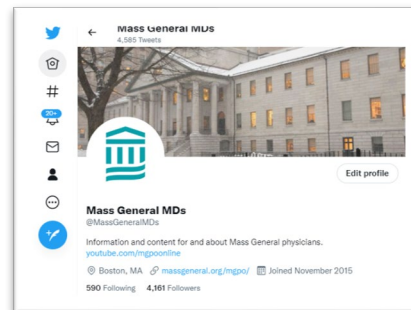 Mass General MDs
4,565 Tweets
20+
Edit profile
Mass General MDs
@MassGeneralMDs
Information and content for and about Mass General physicians.
youtube.com/mgpoonline
Boston, MA massgeneral.org/mgpo/ Joined November 2015
590 Following 4,161 Followers